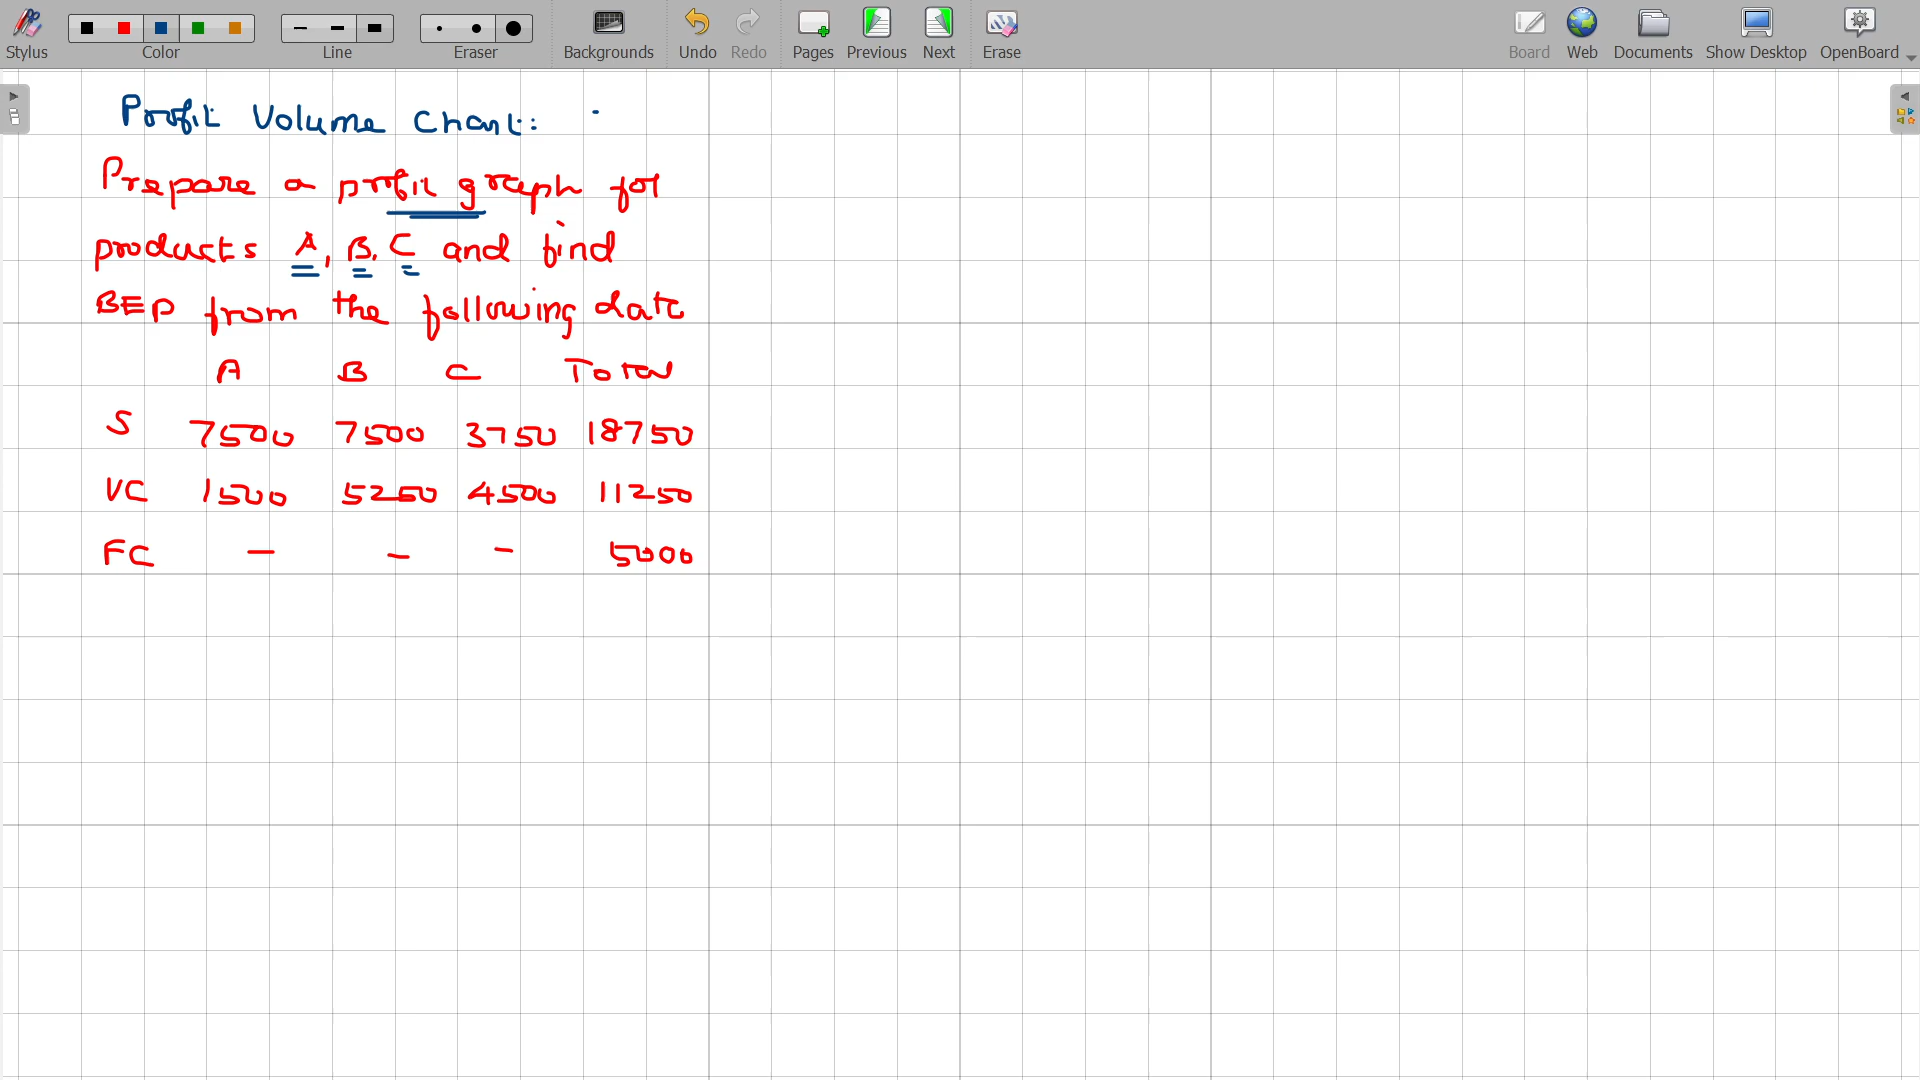 Stylus Color Line Eraser Backgrounds Undo Redo Pages Previous Next Erase Board Web Documents Show Desktop OpenBoard
Profit Volume Chart:
Prepare a profit graph for
products A, B, C and find
BEP from the following data
A B C Total
S 7500 7500 3750 18750
VC 1500 5250 4500 11250
FC - - - 5000